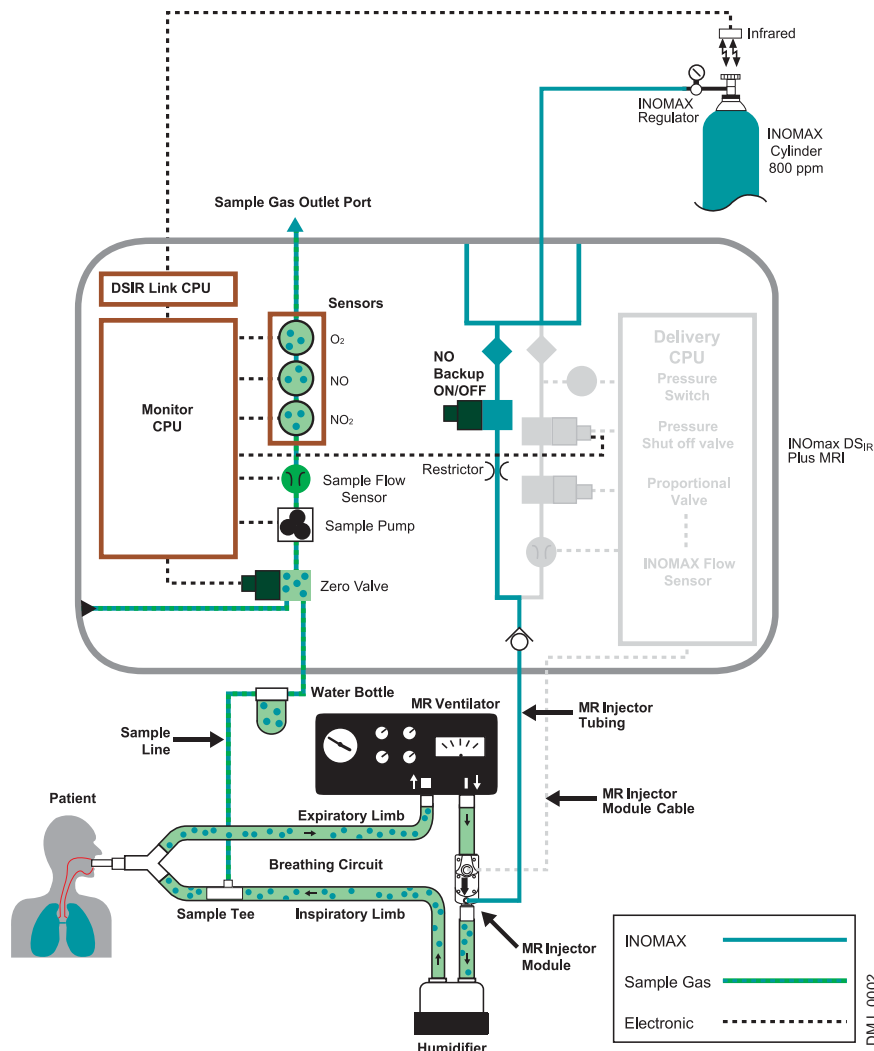 Infrared
INOMAX
Regulator
INOMAX
Cylinder
800 ppm
Sample Gas Outlet Port
DSIR Link CPU
Sensors
O₂
NO
NO₂
Monitor
CPU
NO
Backup
ON/OFF
Delivery
CPU
Pressure
Switch
Pressure
Shut off valve
Proportional
Valve
INOMAX Flow
Sensor
INOmax DSIR
Plus MRI
Restrictor
Sample Flow
Sensor
Sample Pump
Zero Valve
Water Bottle
MR Ventilator
Sample
Line
MR Injector
Tubing
MR Injector
Module Cable
Patient
Expiratory Limb
Breathing Circuit
Sample Tee
Inspiratory Limb
MR Injector
Module
Humidifier
INOMAX
Sample Gas
Electronic